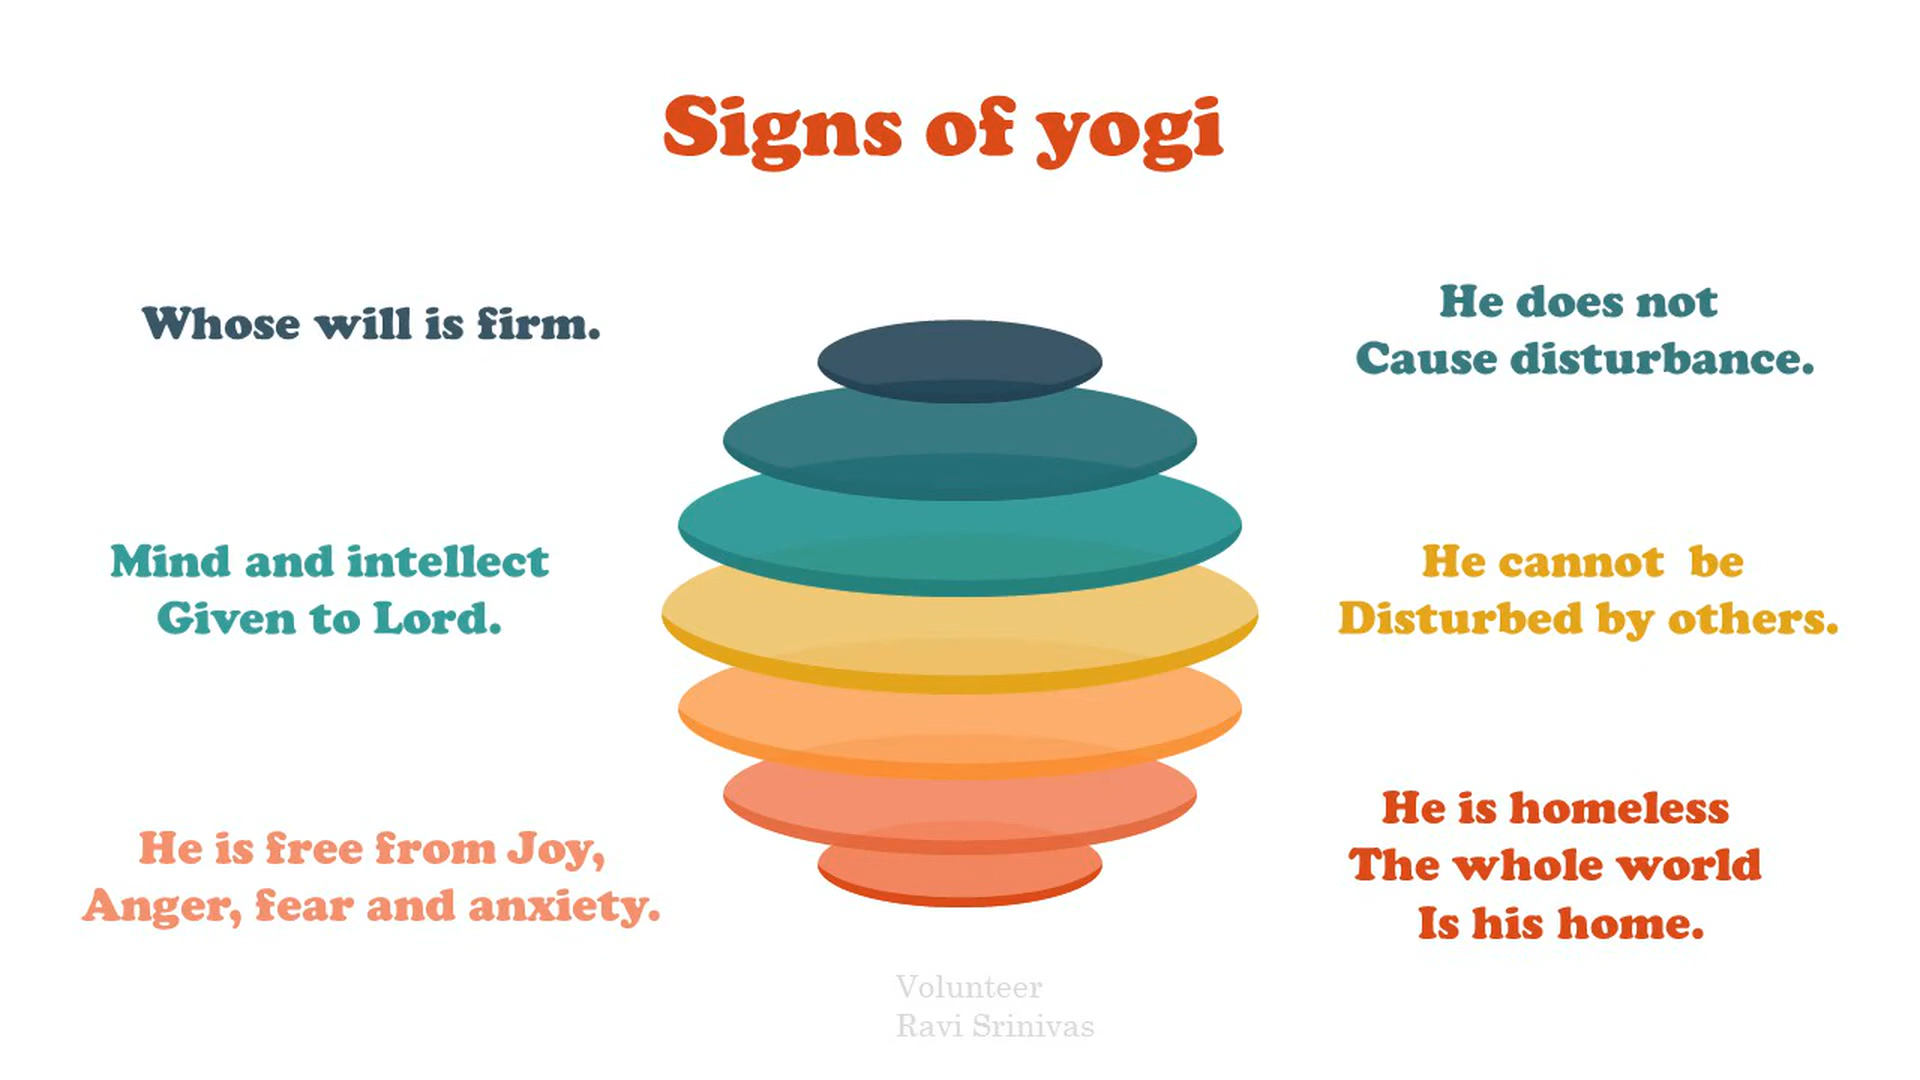 Signs of yogi
Whose will is firm.
He does not
Cause disturbance.
Mind and intellect
Given to Lord.
He cannot  be
Disturbed by others.
He is free from Joy,
Anger, fear and anxiety.
He is homeless
The whole world
Is his home.
Volunteer
Ravi Srinivas